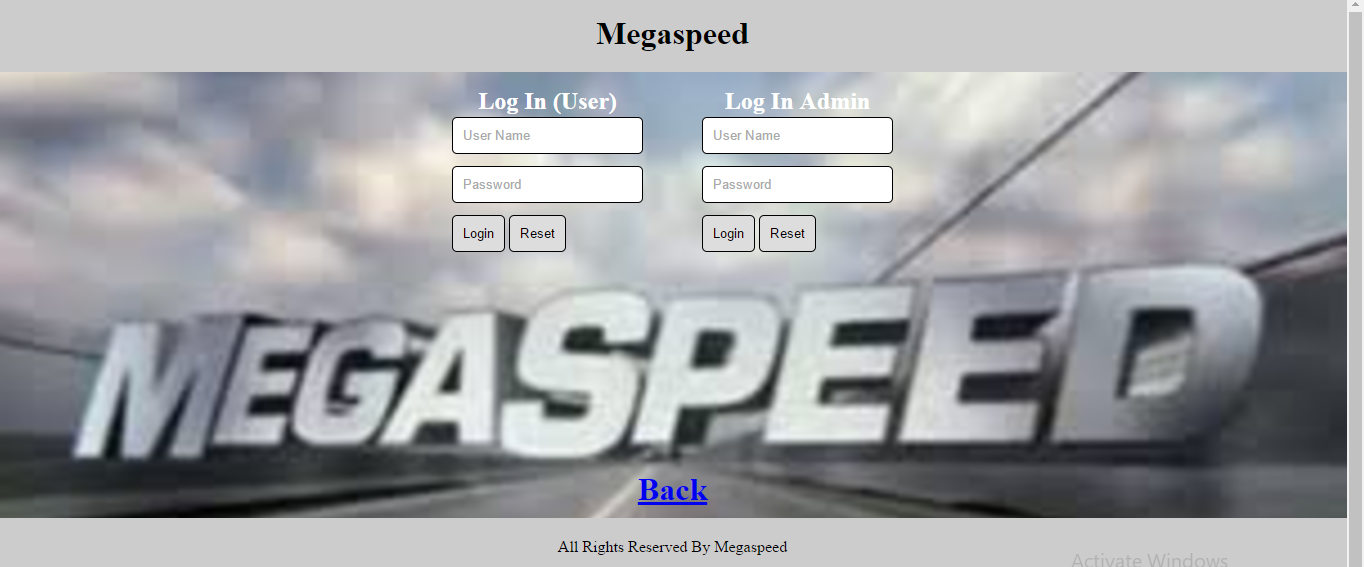 Megaspeed
Log In (User)
User Name
Password
Login Reset
Log In Admin
User Name
Password
Login Reset
MEGASPEED
Back
All Rights Reserved By Megaspeed
Activate Windows